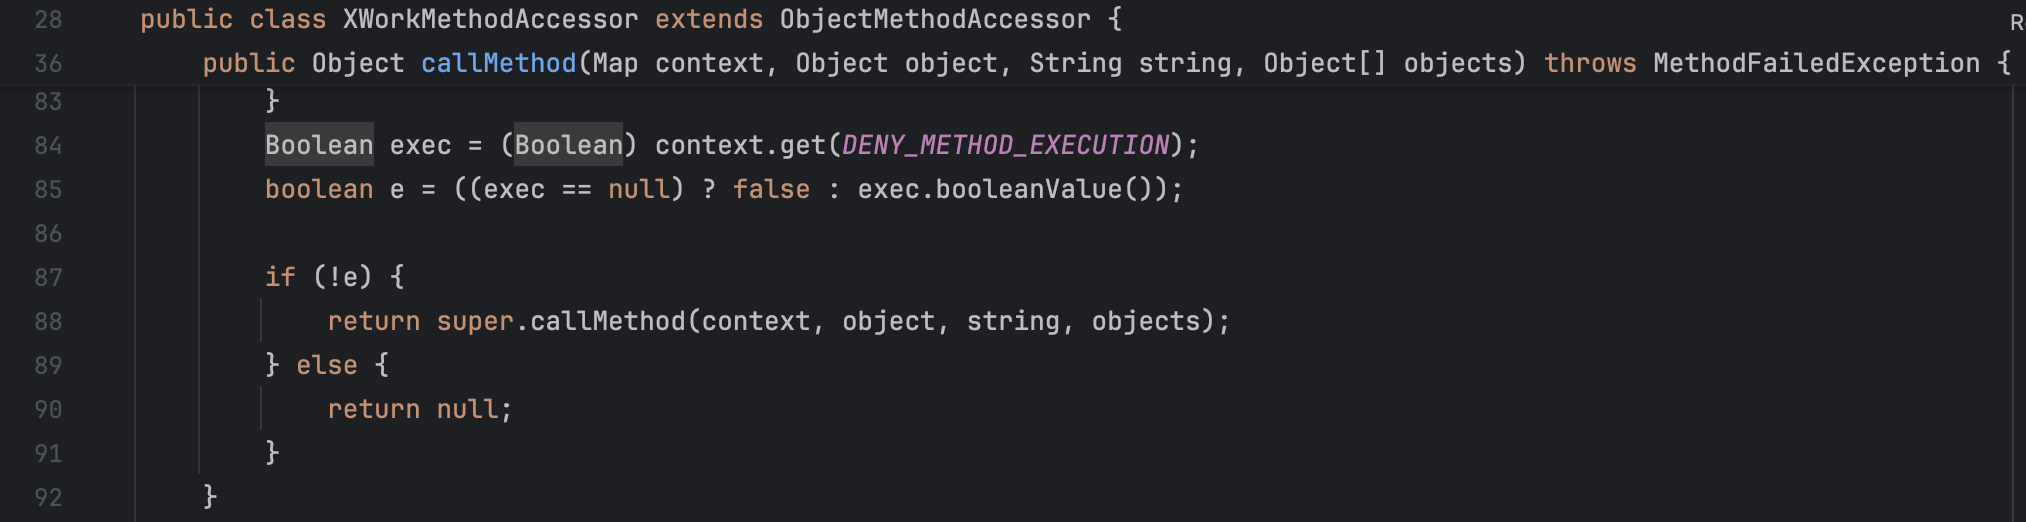 28 public class XWorkMethodAccessor extends ObjectMethodAccessor {
36 public Object callMethod(Map context, Object object, String string, Object[] objects) throws MethodFailedException {
83 }
84 Boolean exec = (Boolean) context.get(DENY_METHOD_EXECUTION);
85 boolean e = ((exec == null) ? false : exec.booleanValue());
86
87 if (!e) {
88 return super.callMethod(context, object, string, objects);
89 } else {
90 return null;
91 }
92 }